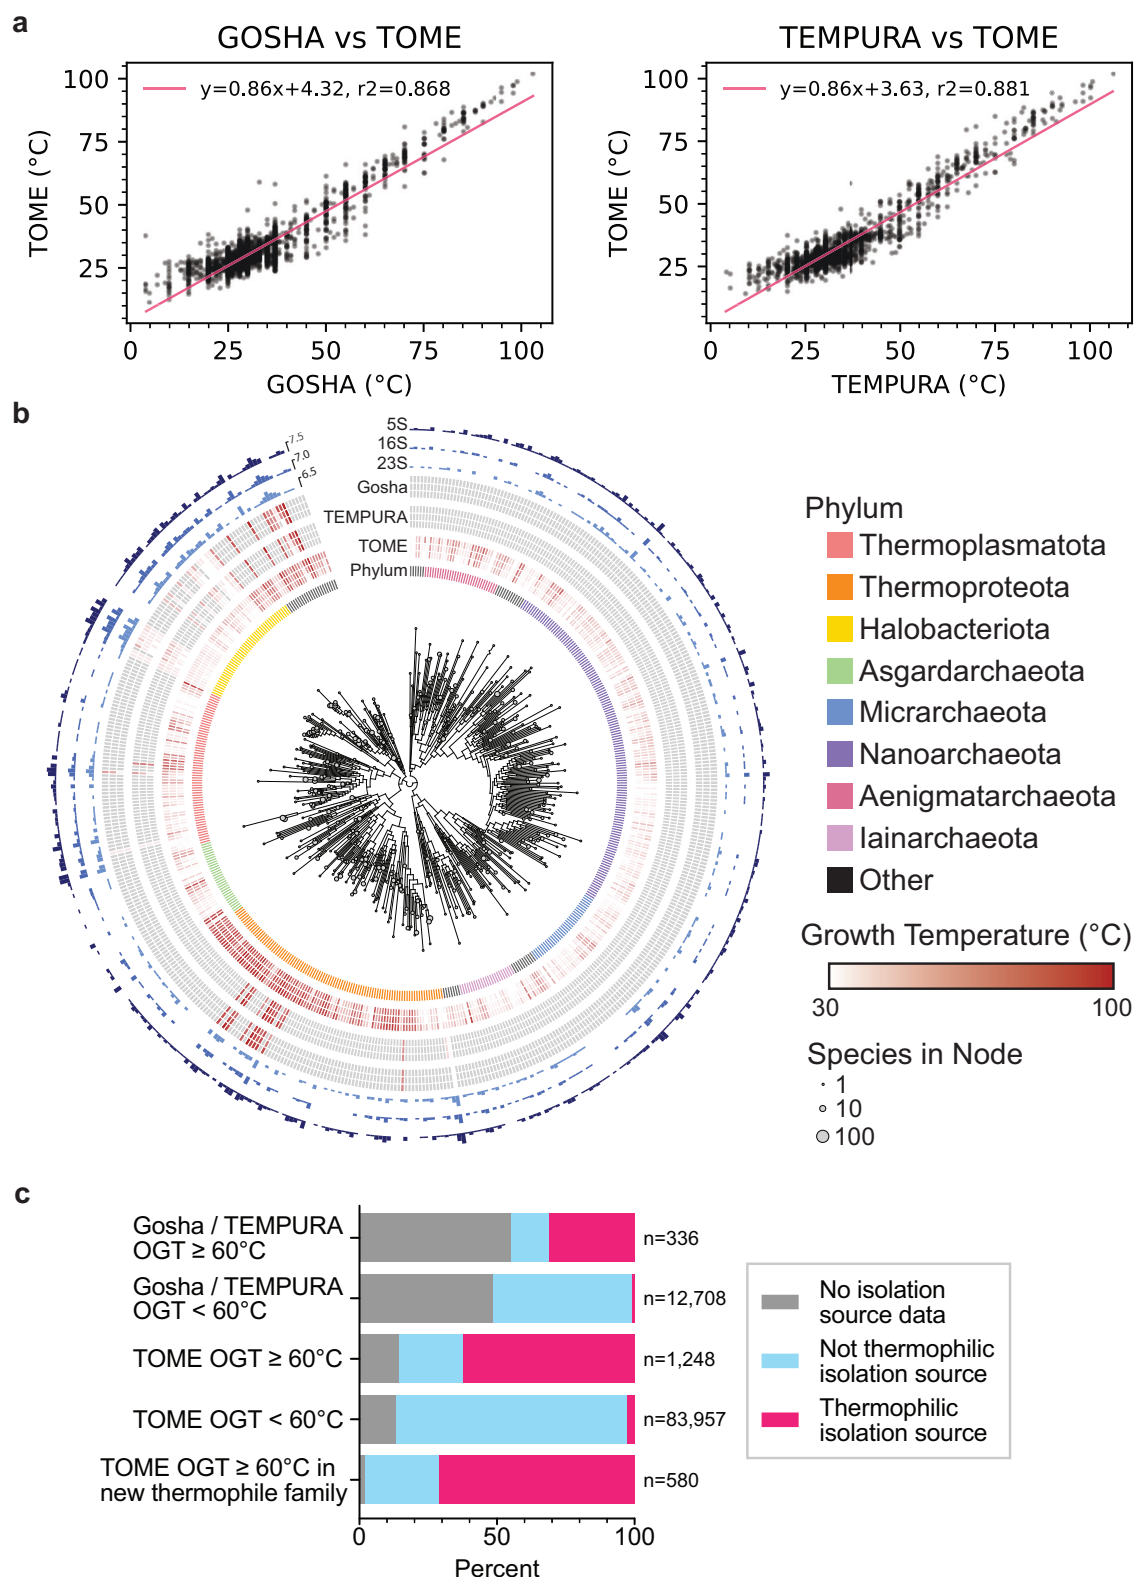 a
GOSHA vs TOME
TEMPURA vs TOME
y=0.86x+4.32, r2=0.868
y=0.86x+3.63, r2=0.881
100
75
50
25
TOME (°C)
0
25
50
75
100
GOSHA (°C)
100
75
50
25
TOME (°C)
0
25
50
75
100
TEMPURA (°C)
b
7.5
7.0
6.5
5S
16S
23S
Gosha
TEMPURA
TOME
Phylum
Phylum
Thermoplasmatota
Thermoproteota
Halobacteriota
Asgardarchaeota
Micrarchaeota
Nanoarchaeota
Aenigmatarchaeota
Iainarchaeota
Other
Growth Temperature (°C)
30
100
Species in Node
1
10
100
c
Gosha / TEMPURA
OGT ≥ 60°C
n=336
Gosha / TEMPURA
OGT < 60°C
n=12,708
TOME OGT ≥ 60°C
n=1,248
TOME OGT < 60°C
n=83,957
TOME OGT ≥ 60°C in
new thermophile family
n=580
0
50
100
Percent
No isolation
source data
Not thermophilic
isolation source
Thermophilic
isolation source